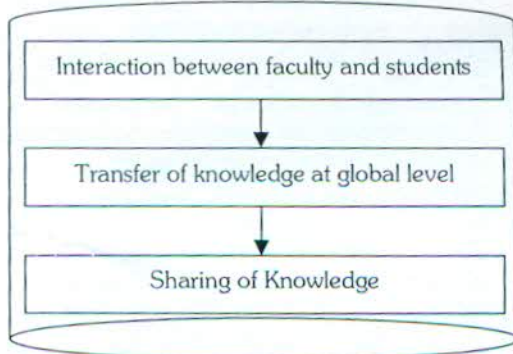 Interaction between faculty and students
Transfer of knowledge at global level
Sharing of Knowledge